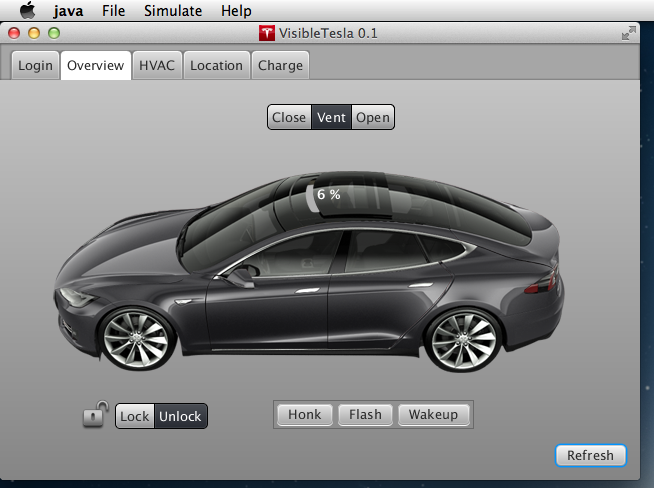 java File Simulate Help
VisibleTesla 0.1
Login Overview HVAC Location Charge
Close Vent Open
6 %
Lock Unlock Honk Flash Wakeup
Refresh